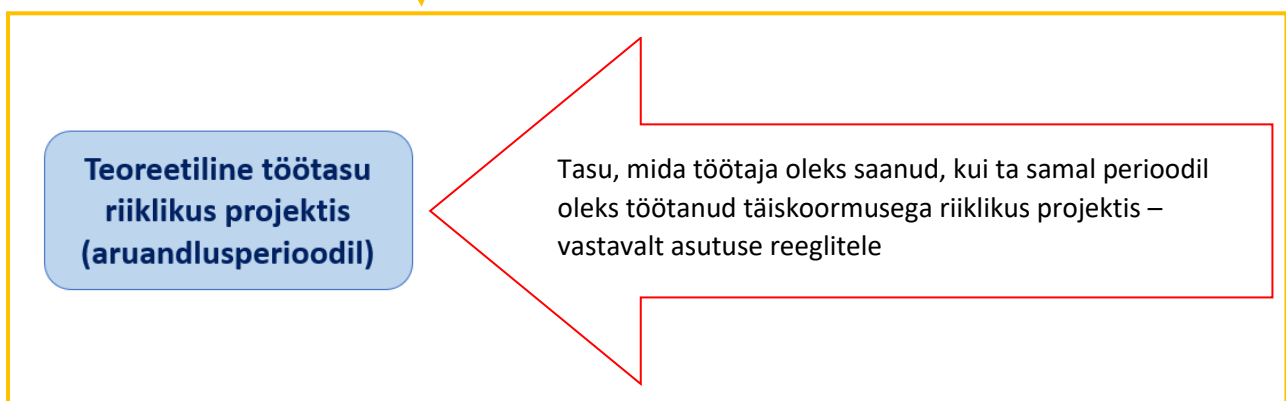 Teoreetiline töötasu
riiklikus projektis
(aruandlusperioodil)
Tasu, mida töötaja oleks saanud, kui ta samal perioodil
oleks töötanud täiskoormusega riiklikus projektis –
vastavalt asutuse reeglitele